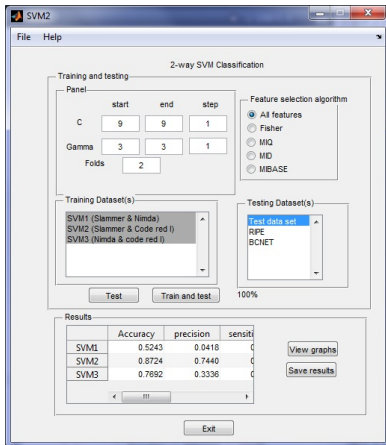 SVM2
File Help
2-way SVM Classification
Training and testing
Panel
start end step
C 9 9 1
Gamma 3 3 1
Folds 2
Feature selection algorithm
All features
Fisher
MIQ
MID
MIBASE
Training Dataset(s)
SVM1 (Slammer & Nimda)
SVM2 (Slammer & Code red I)
SVM3 (Nimda & code red I)
Testing Dataset(s)
Test data set
RIPE
BCNET
Test Train and test 100%
Results
Accuracy precision sensiti
SVM1 0.5243 0.0418 0
SVM2 0.8724 0.7440 0
SVM3 0.7692 0.3336 0
View graphs
Save results
Exit